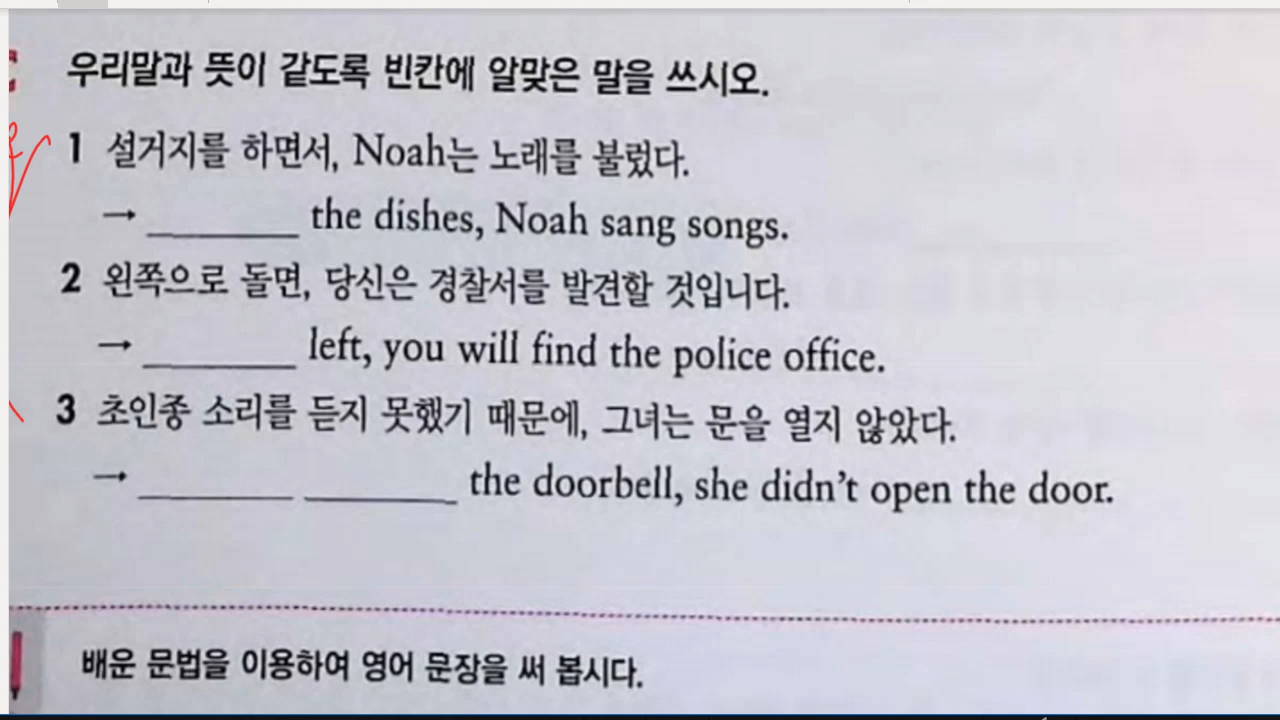 우리말과 뜻이 같도록 빈칸에 알맞은 말을 쓰시오.
1 설거지를 하면서, Noah는 노래를 불렀다.
→ ________ the dishes, Noah sang songs.
2 왼쪽으로 돌면, 당신은 경찰서를 발견할 것입니다.
→ ________ left, you will find the police office.
3 초인종 소리를 듣지 못했기 때문에, 그녀는 문을 열지 않았다.
→ ________ ________ the doorbell, she didn't open the door.
배운 문법을 이용하여 영어 문장을 써 봅시다.